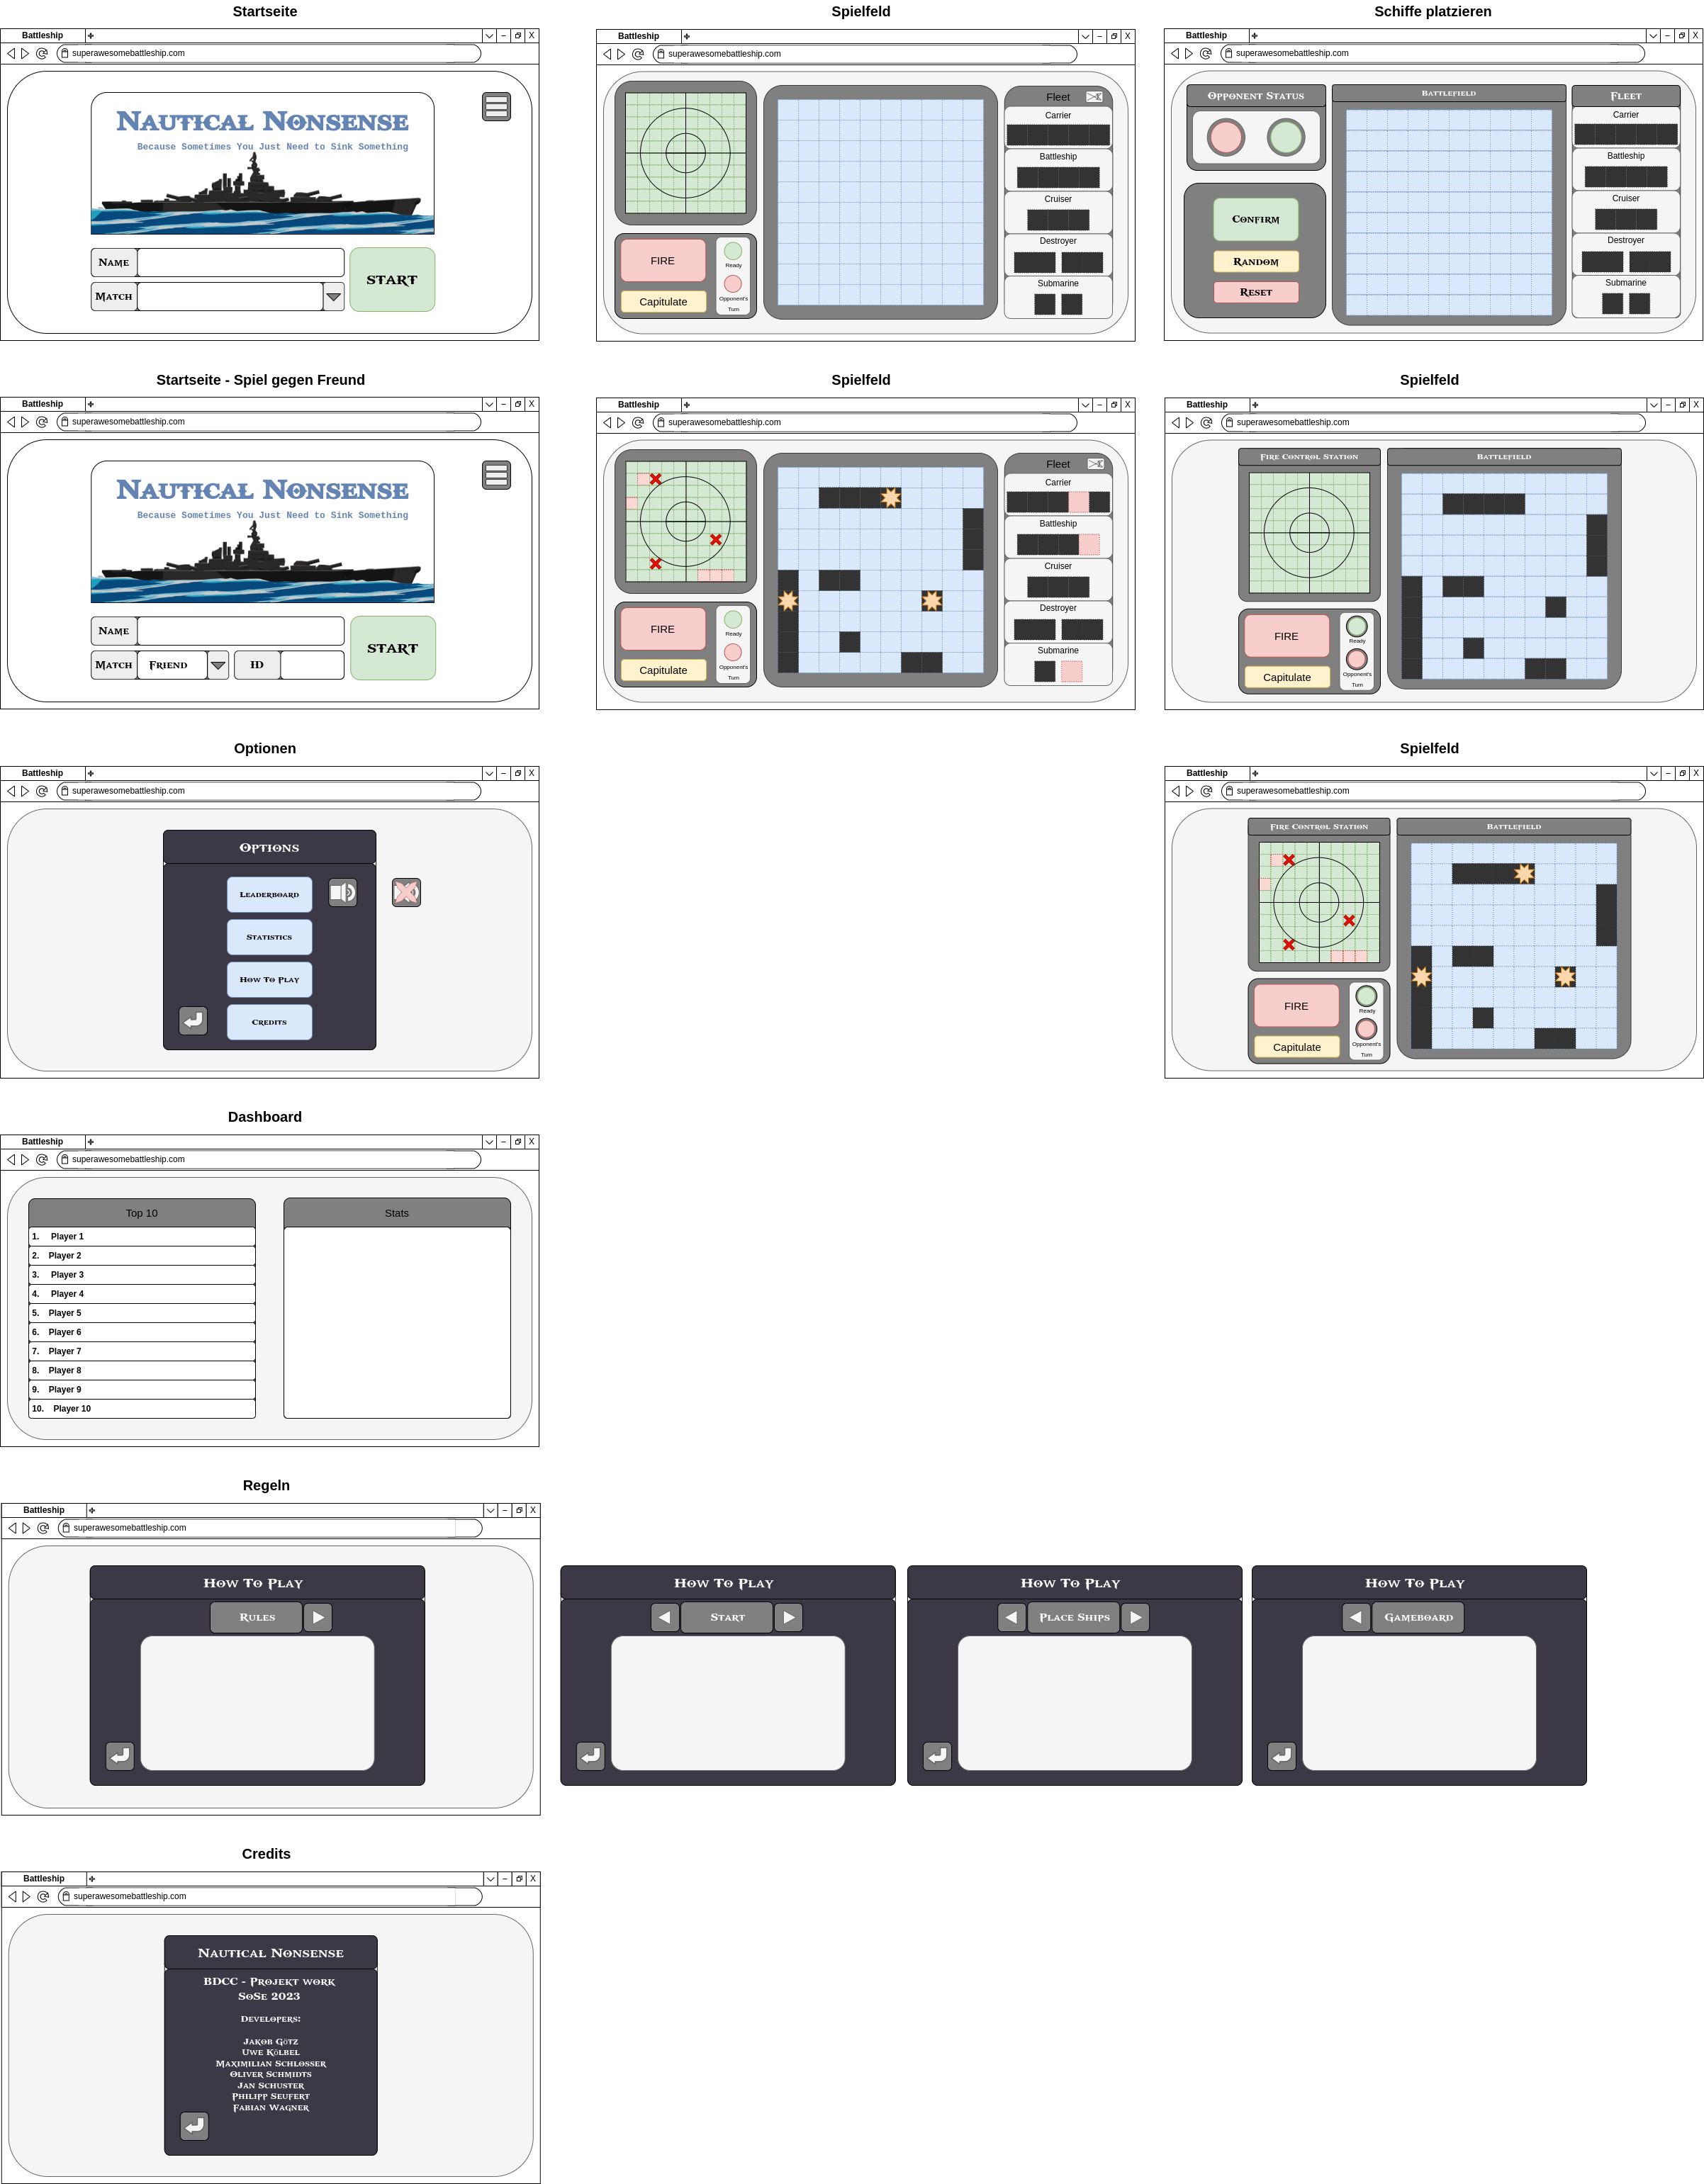 Startseite
Battleship
superawesomebattleship.com
Nautical Nonsense
Because Sometimes You Just Need to Sink Something
Name
Start
Match
Spielfeld
Battleship
superawesomebattleship.com
FIRE
Capitulate
Ready
Opponent's
Turn
Fleet
Carrier
Battleship
Cruiser
Destroyer
Submarine
Schiffe platzieren
Battleship
superawesomebattleship.com
Opponent Status
Confirm
Random
Reset
Battlefield
Fleet
Carrier
Battleship
Cruiser
Destroyer
Submarine
Startseite - Spiel gegen Freund
Battleship
superawesomebattleship.com
Nautical Nonsense
Because Sometimes You Just Need to Sink Something
Name
Start
Match Friend ID
Spielfeld
Battleship
superawesomebattleship.com
FIRE
Capitulate
Ready
Opponent's
Turn
Fleet
Carrier
Battleship
Cruiser
Destroyer
Submarine
Spielfeld
Battleship
superawesomebattleship.com
Fire Control Station
Battlefield
FIRE
Capitulate
Ready
Opponent's
Turn
Optionen
Battleship
superawesomebattleship.com
Options
Leaderboard
Statistics
How To Play
Credits
Spielfeld
Battleship
superawesomebattleship.com
Fire Control Station
Battlefield
FIRE
Capitulate
Ready
Opponent's
Turn
Dashboard
Battleship
superawesomebattleship.com
Top 10
1. Player 1
2. Player 2
3. Player 3
4. Player 4
5. Player 5
6. Player 6
7. Player 7
8. Player 8
9. Player 9
10. Player 10
Stats
Regeln
Battleship
superawesomebattleship.com
How To Play
Rules
How To Play
Start
How To Play
Place Ships
How To Play
Gameboard
Credits
Battleship
superawesomebattleship.com
Nautical Nonsense
BDCC - Projekt work
SoSe 2023
Developers:
Jakob Götz
Uwe Kölbel
Maximilian Schlosser
Oliver Schmidts
Jan Schuster
Philipp Seufert
Fabian Wagner